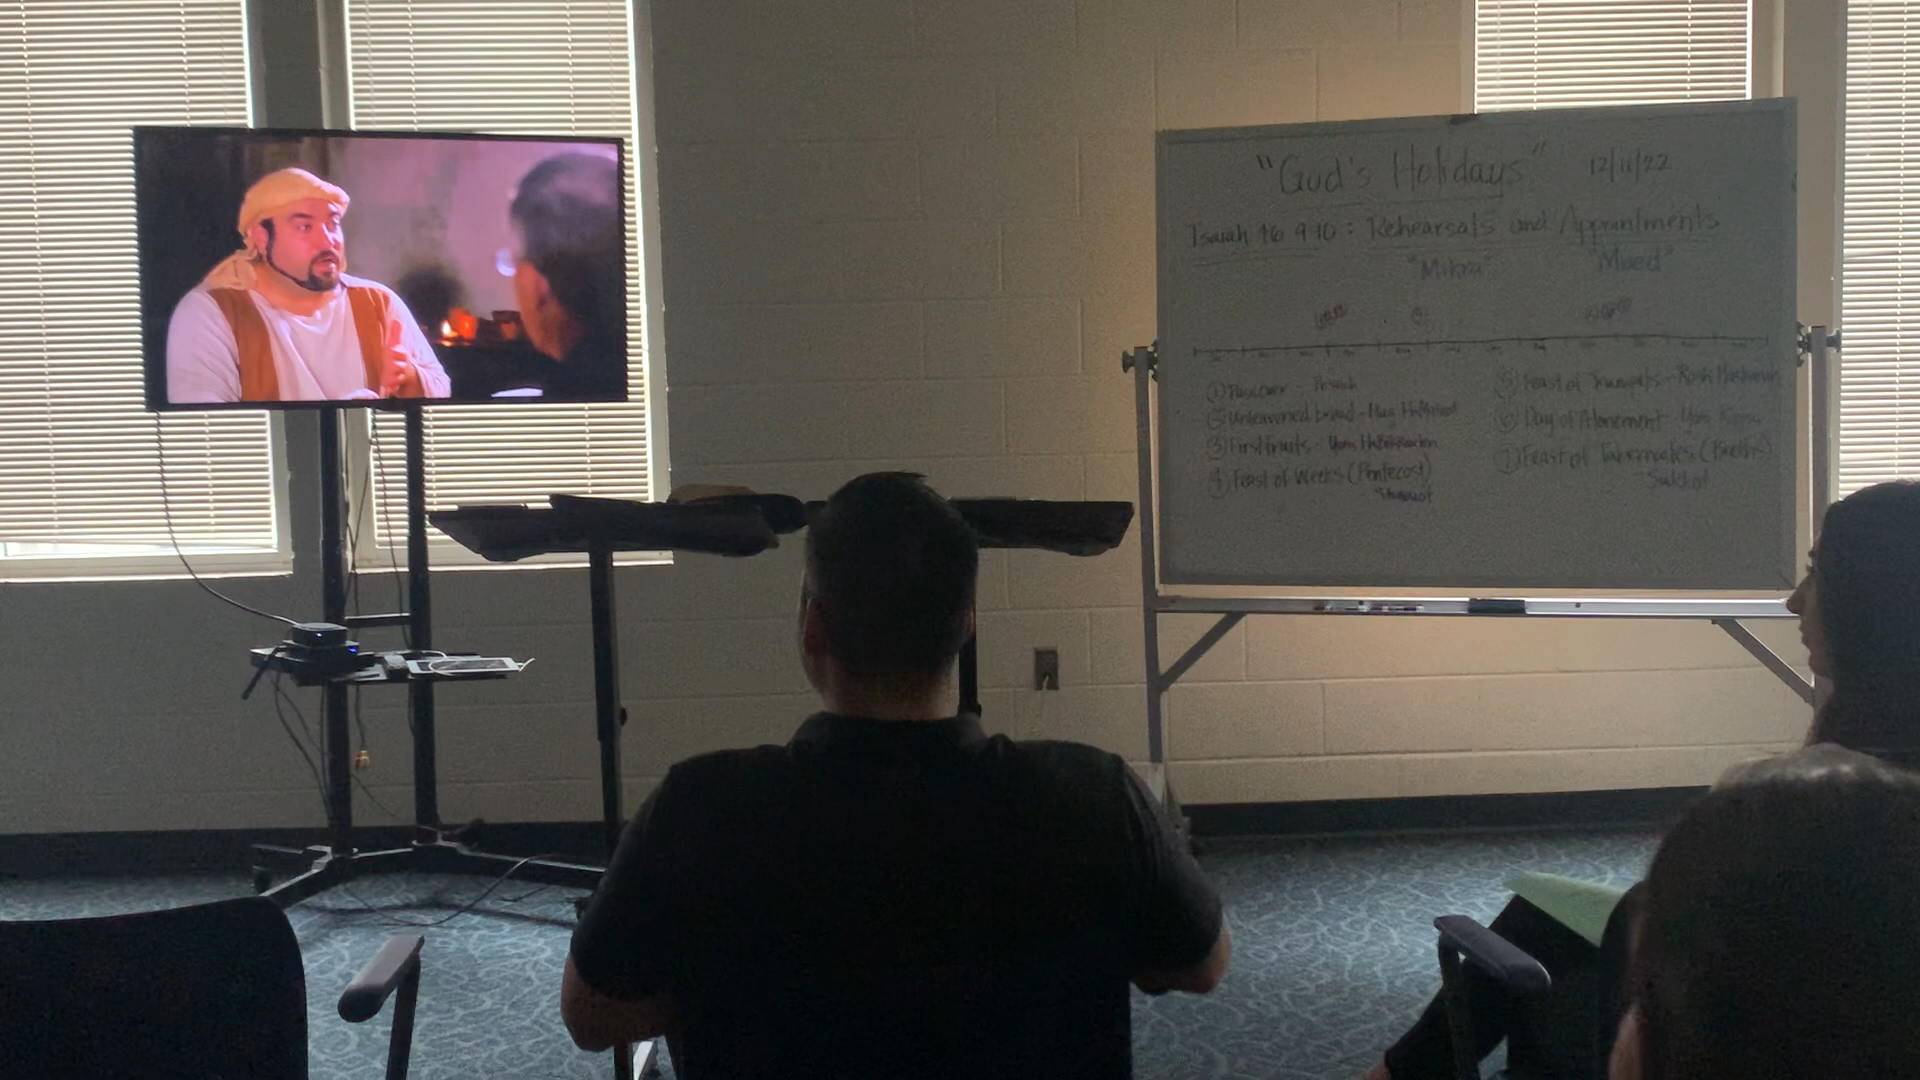 "God's Holidays" 12/11/22
Isaiah 46 9-10 : Rehearsals and Appointments
"Mikra" "Moed"
① Passover - Pesach
② Unleavened bread - Hag HaMatzot
③ First fruits - Yom HaBikkurim
④ Feast of Weeks (Pentecost)
Shavuot
⑤ Feast of Trumpets - Rosh Hashanah
⑥ Day of Atonement - Yom Kippur
⑦ Feast of Tabernacles (Booths)
Sukkot